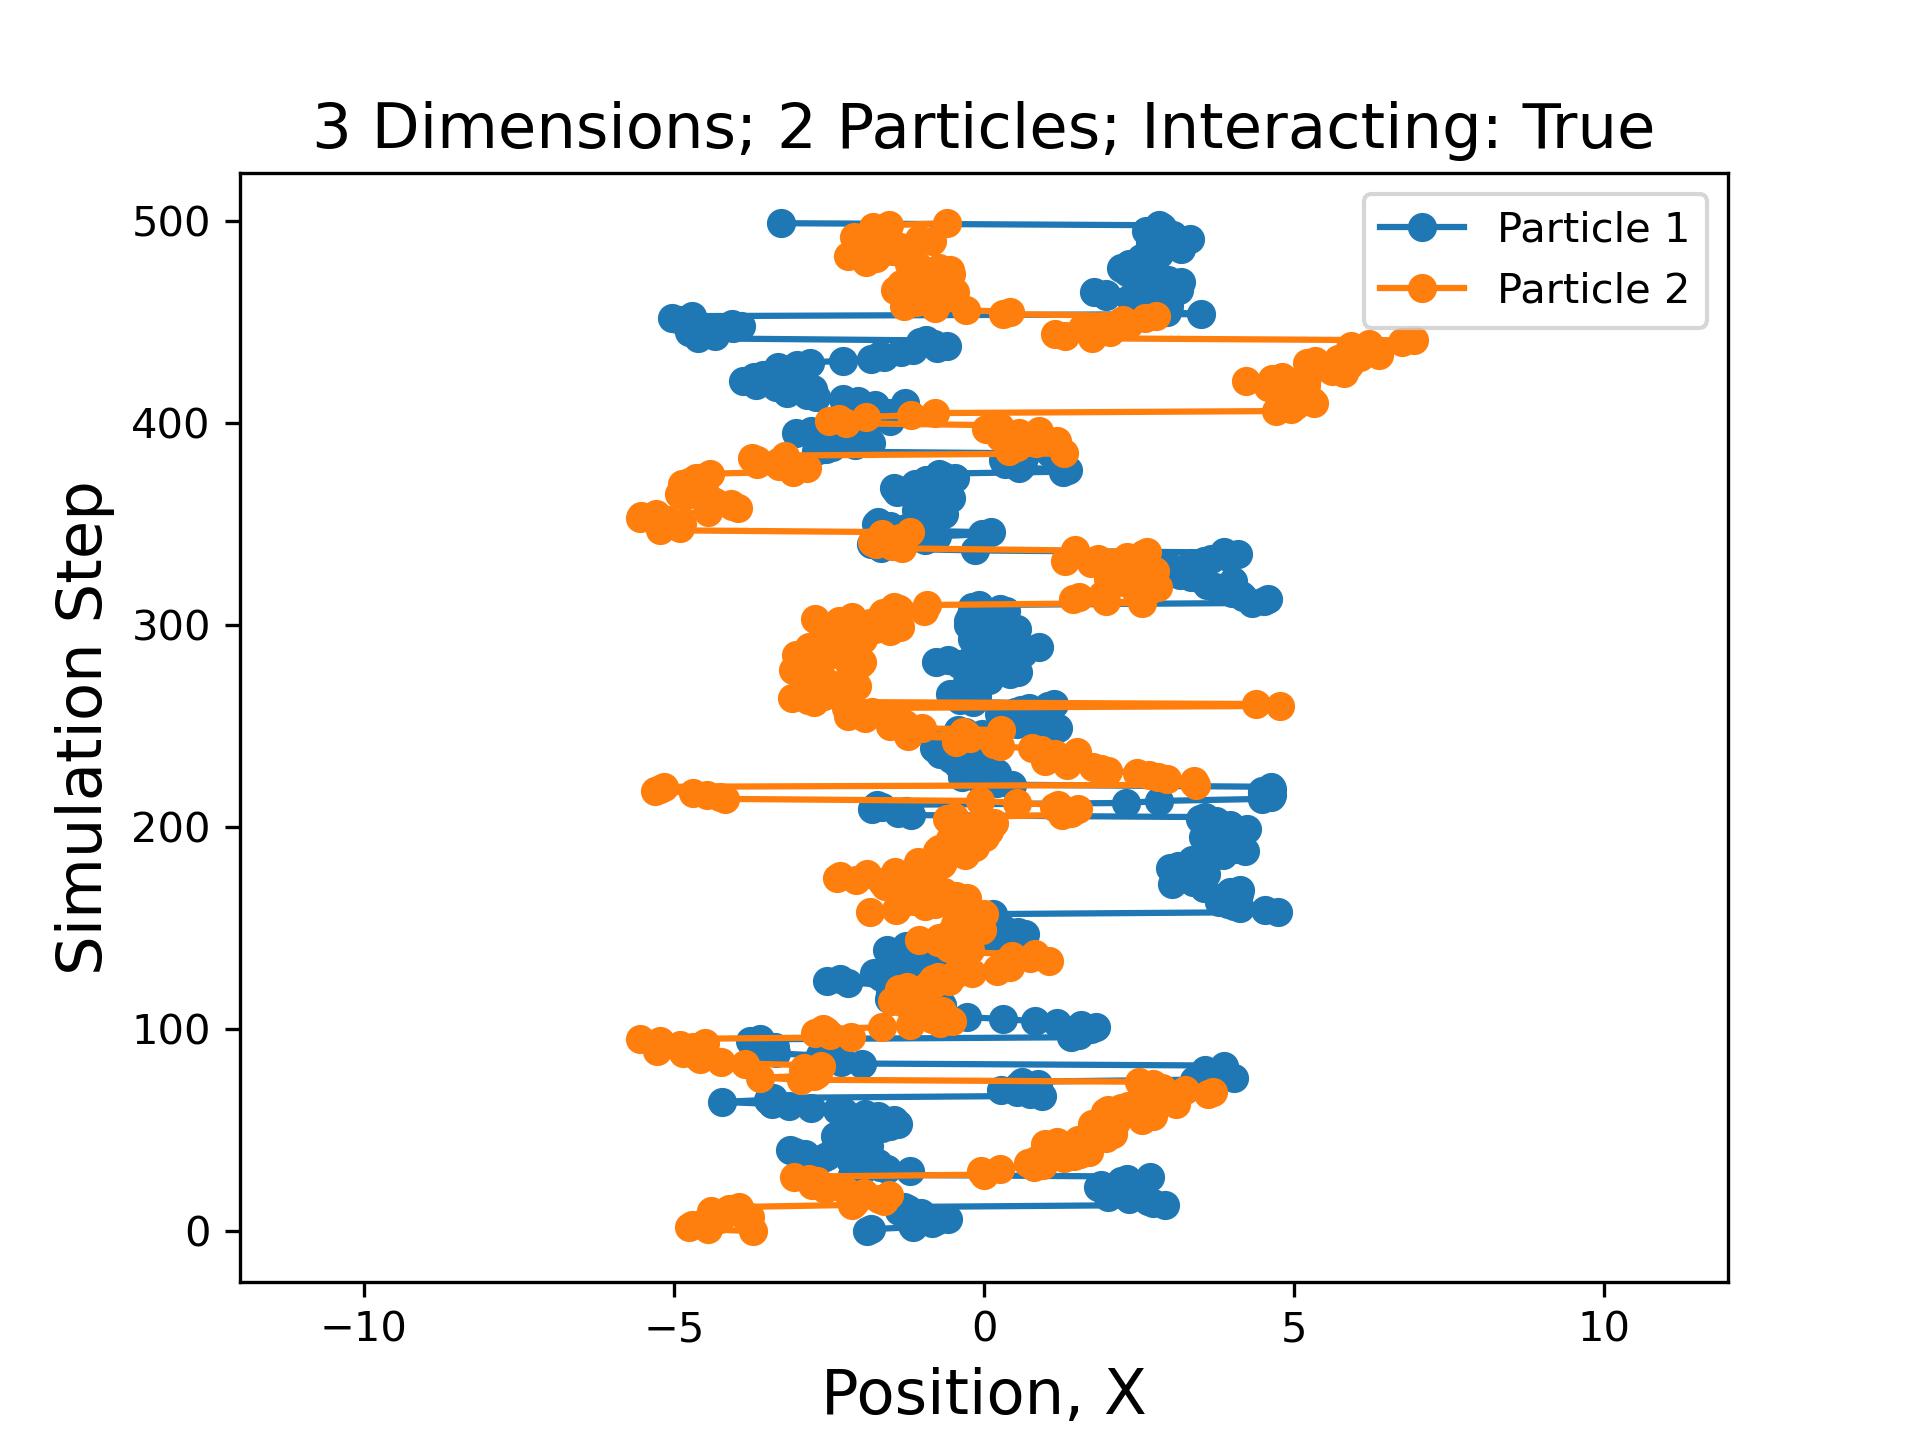 3 Dimensions; 2 Particles; Interacting: True
Particle 1
Particle 2
Simulation Step
500
400
300
200
100
0
−10
−5
0
5
10
Position, X